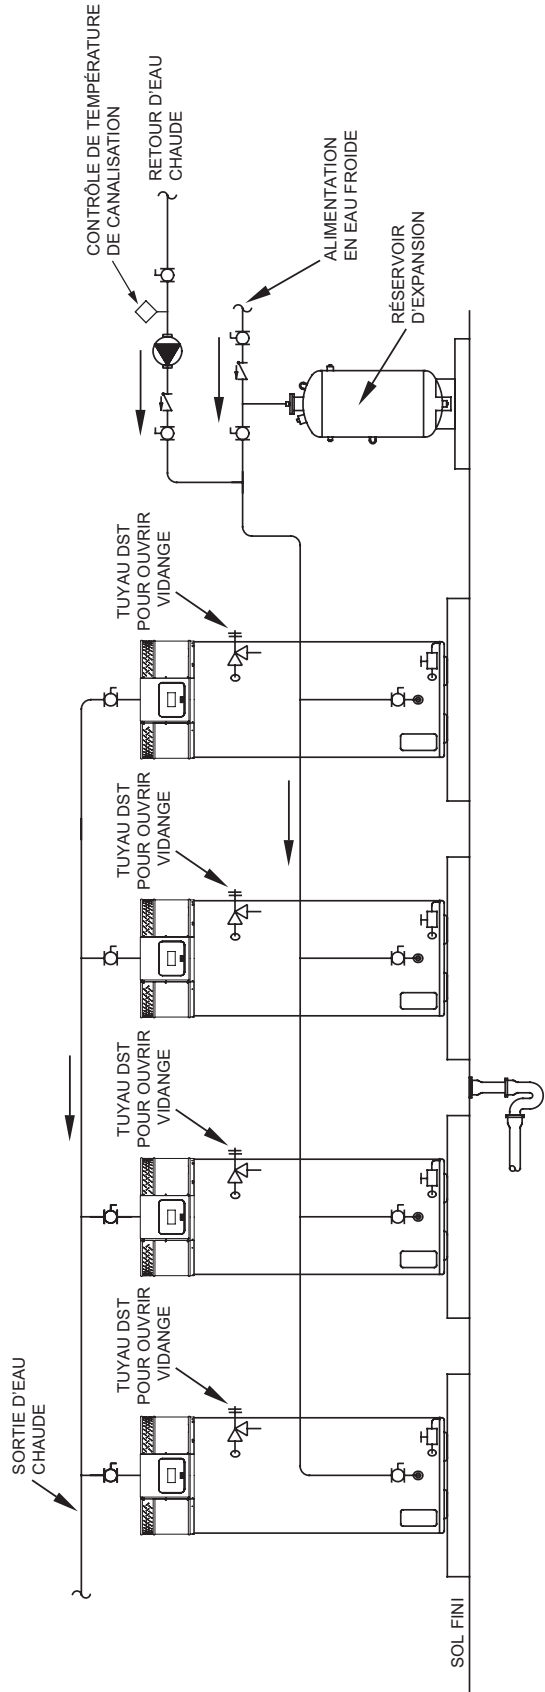 SORTIE D'EAU
CHAUDE
TUYAU DST
POUR OUVRIR
VIDANGE
TUYAU DST
POUR OUVRIR
VIDANGE
TUYAU DST
POUR OUVRIR
VIDANGE
TUYAU DST
POUR OUVRIR
VIDANGE
CONTRÔLE DE TEMPÉRATURE
DE CANALISATION
RETOUR D'EAU
CHAUDE
ALIMENTATION
EN EAU FROIDE
RÉSERVOIR
D'EXPANSION
SOL FINI